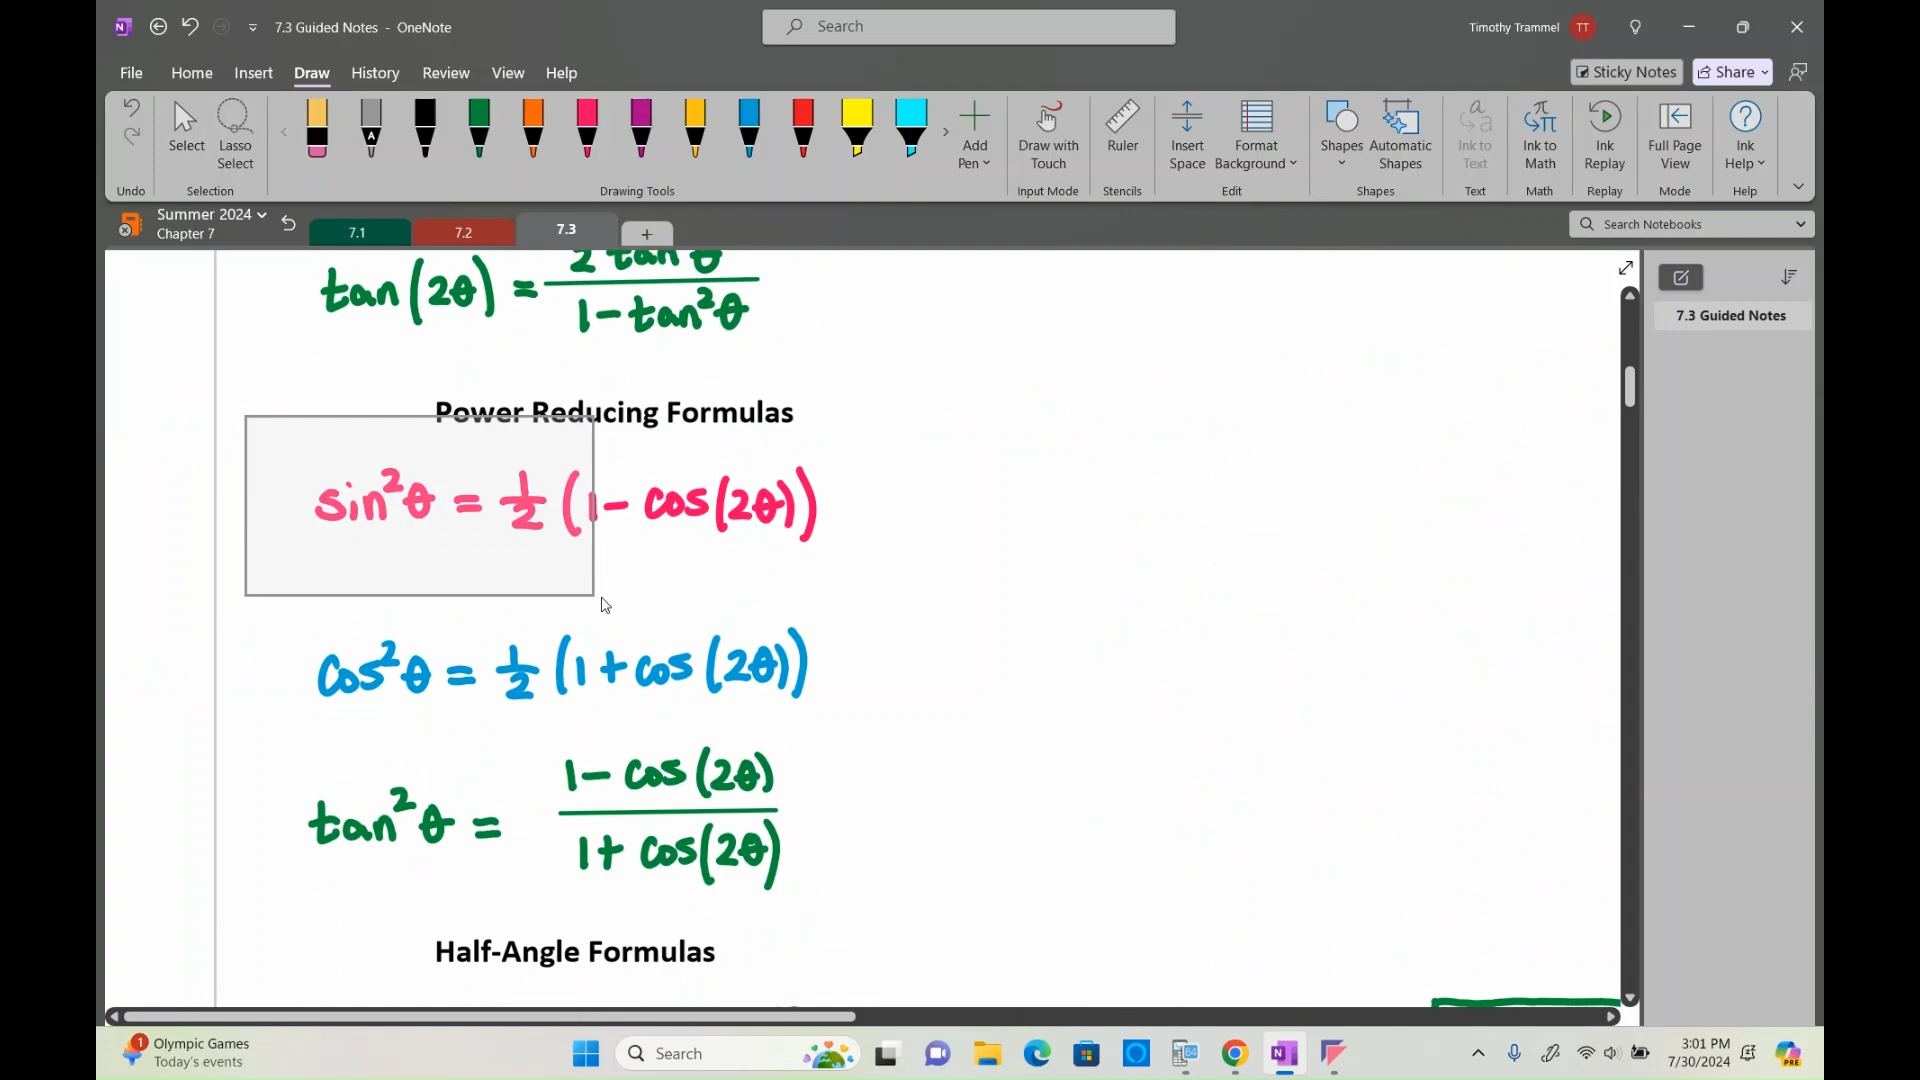 7.3 Guided Notes - OneNote
Search
Timothy Trammel
TT
File Home Insert Draw History Review View Help
Sticky Notes
Share
Select
Lasso Select
Add Pen
Draw with Touch
Ruler
Insert Space
Format Background
Shapes
Automatic Shapes
Ink to Text
Ink to Math
Ink Replay
Full Page View
Ink Help
Undo
Selection
Drawing Tools
Input Mode
Stencils
Edit
Shapes
Text
Math
Replay
Mode
Help
Summer 2024
Chapter 7
7.1
7.2
7.3
Search Notebooks
7.3 Guided Notes
tan(2θ) = 2 tan θ / 1 − tan²θ
Power Reducing Formulas
sin²θ = 1/2 (1 − cos(2θ))
cos²θ = 1/2 (1 + cos(2θ))
tan²θ = 1 − cos(2θ) / 1 + cos(2θ)
Half-Angle Formulas
1
Olympic Games
Today's events
Search
84
3:01 PM
7/30/2024
PRE